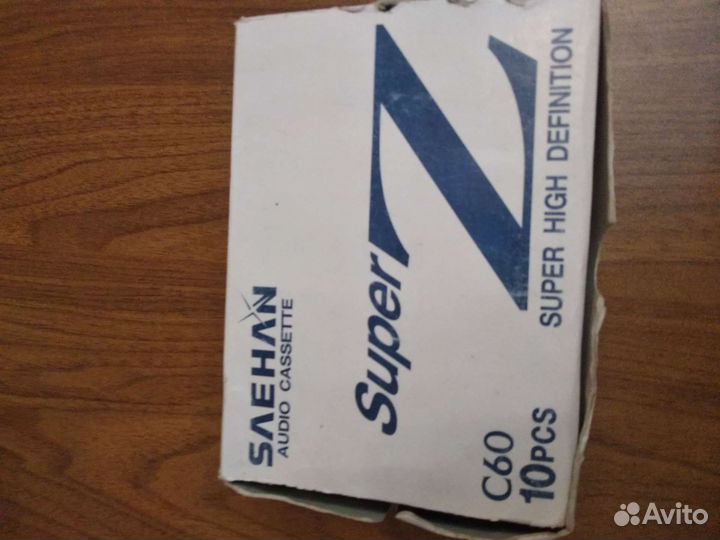 SAEHAN
AUDIO CASSETTE
Super Z
C60
10PCS
SUPER HIGH DEFINITION
Avito